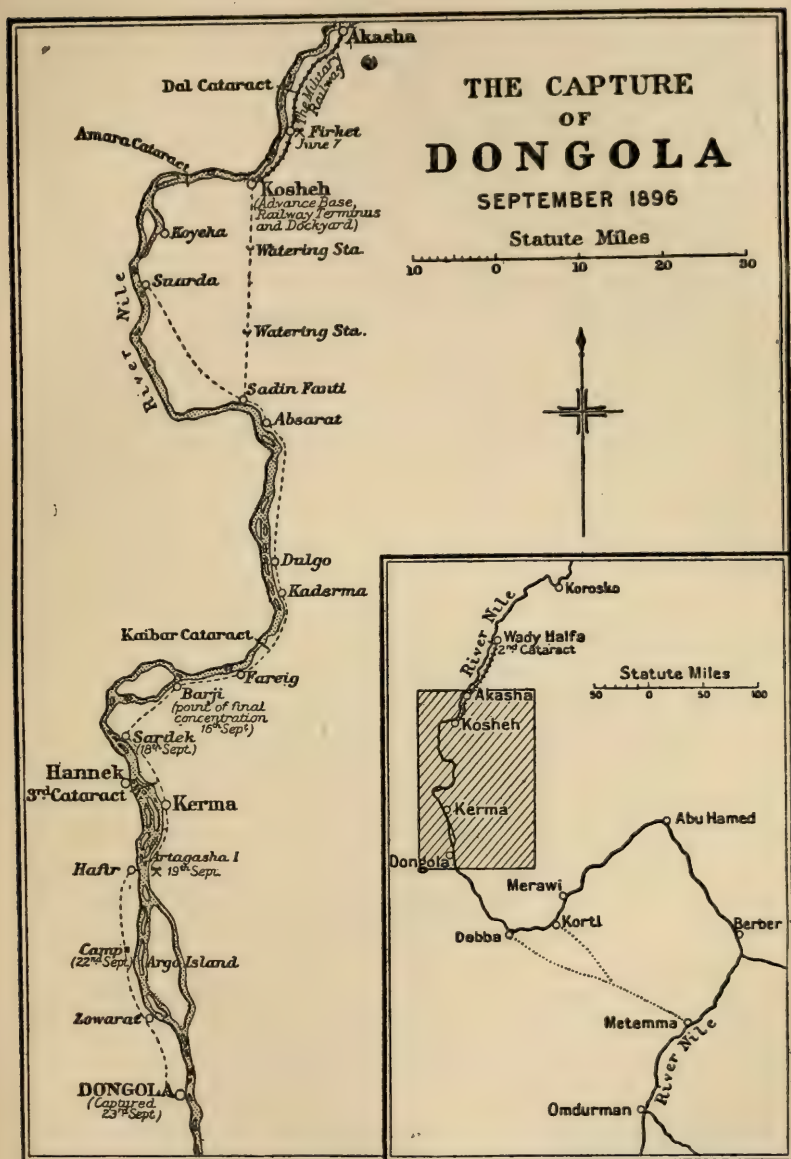 THE CAPTURE
OF
DONGOLA
SEPTEMBER 1896
Statute Miles
10 0 10 20 30
Akasha
Dal Cataract
The Military
Railway
Firket
June 7
Amara Cataract
Kosheh
(Advance Base,
Railway Terminus
and Dockyard)
Koyeka
Watering Sta.
Suarda
River Nile
Watering Sta.
Sadin Fanti
Absarat
Dulgo
Kaderma
Kaibar Cataract
Fareig
Barji
(point of final
concentration
16th Sept.)
Sardek
(18th Sept.)
Hannek
3rd Cataract
Kerma
Artagasha I
Hafir
19th Sept.
Camp
(22nd Sept.)
Argo Island
Zowarat
DONGOLA
(Captured
23rd Sept.)
Korosko
River Nile
Wady Halfa
2nd Cataract
Statute Miles
50 0 50 100
Akasha
Kosheh
Kerma
Abu Hamed
Dongola
Merawi
Korti
Debba
Berber
Metemma
River Nile
Omdurman